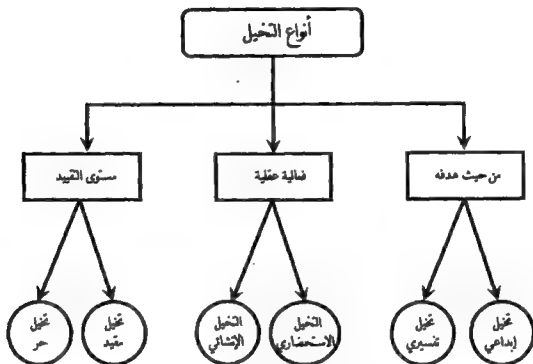 أنواع التخيل
من حيث هدفه
فعالية عقلية
مستوى التقييد
تخيل
إبداعي
تخيل
تفسيري
التخيل
الاستحضاري
التخيل
الإنشائي
تخيل
مقيد
تخيل
حر